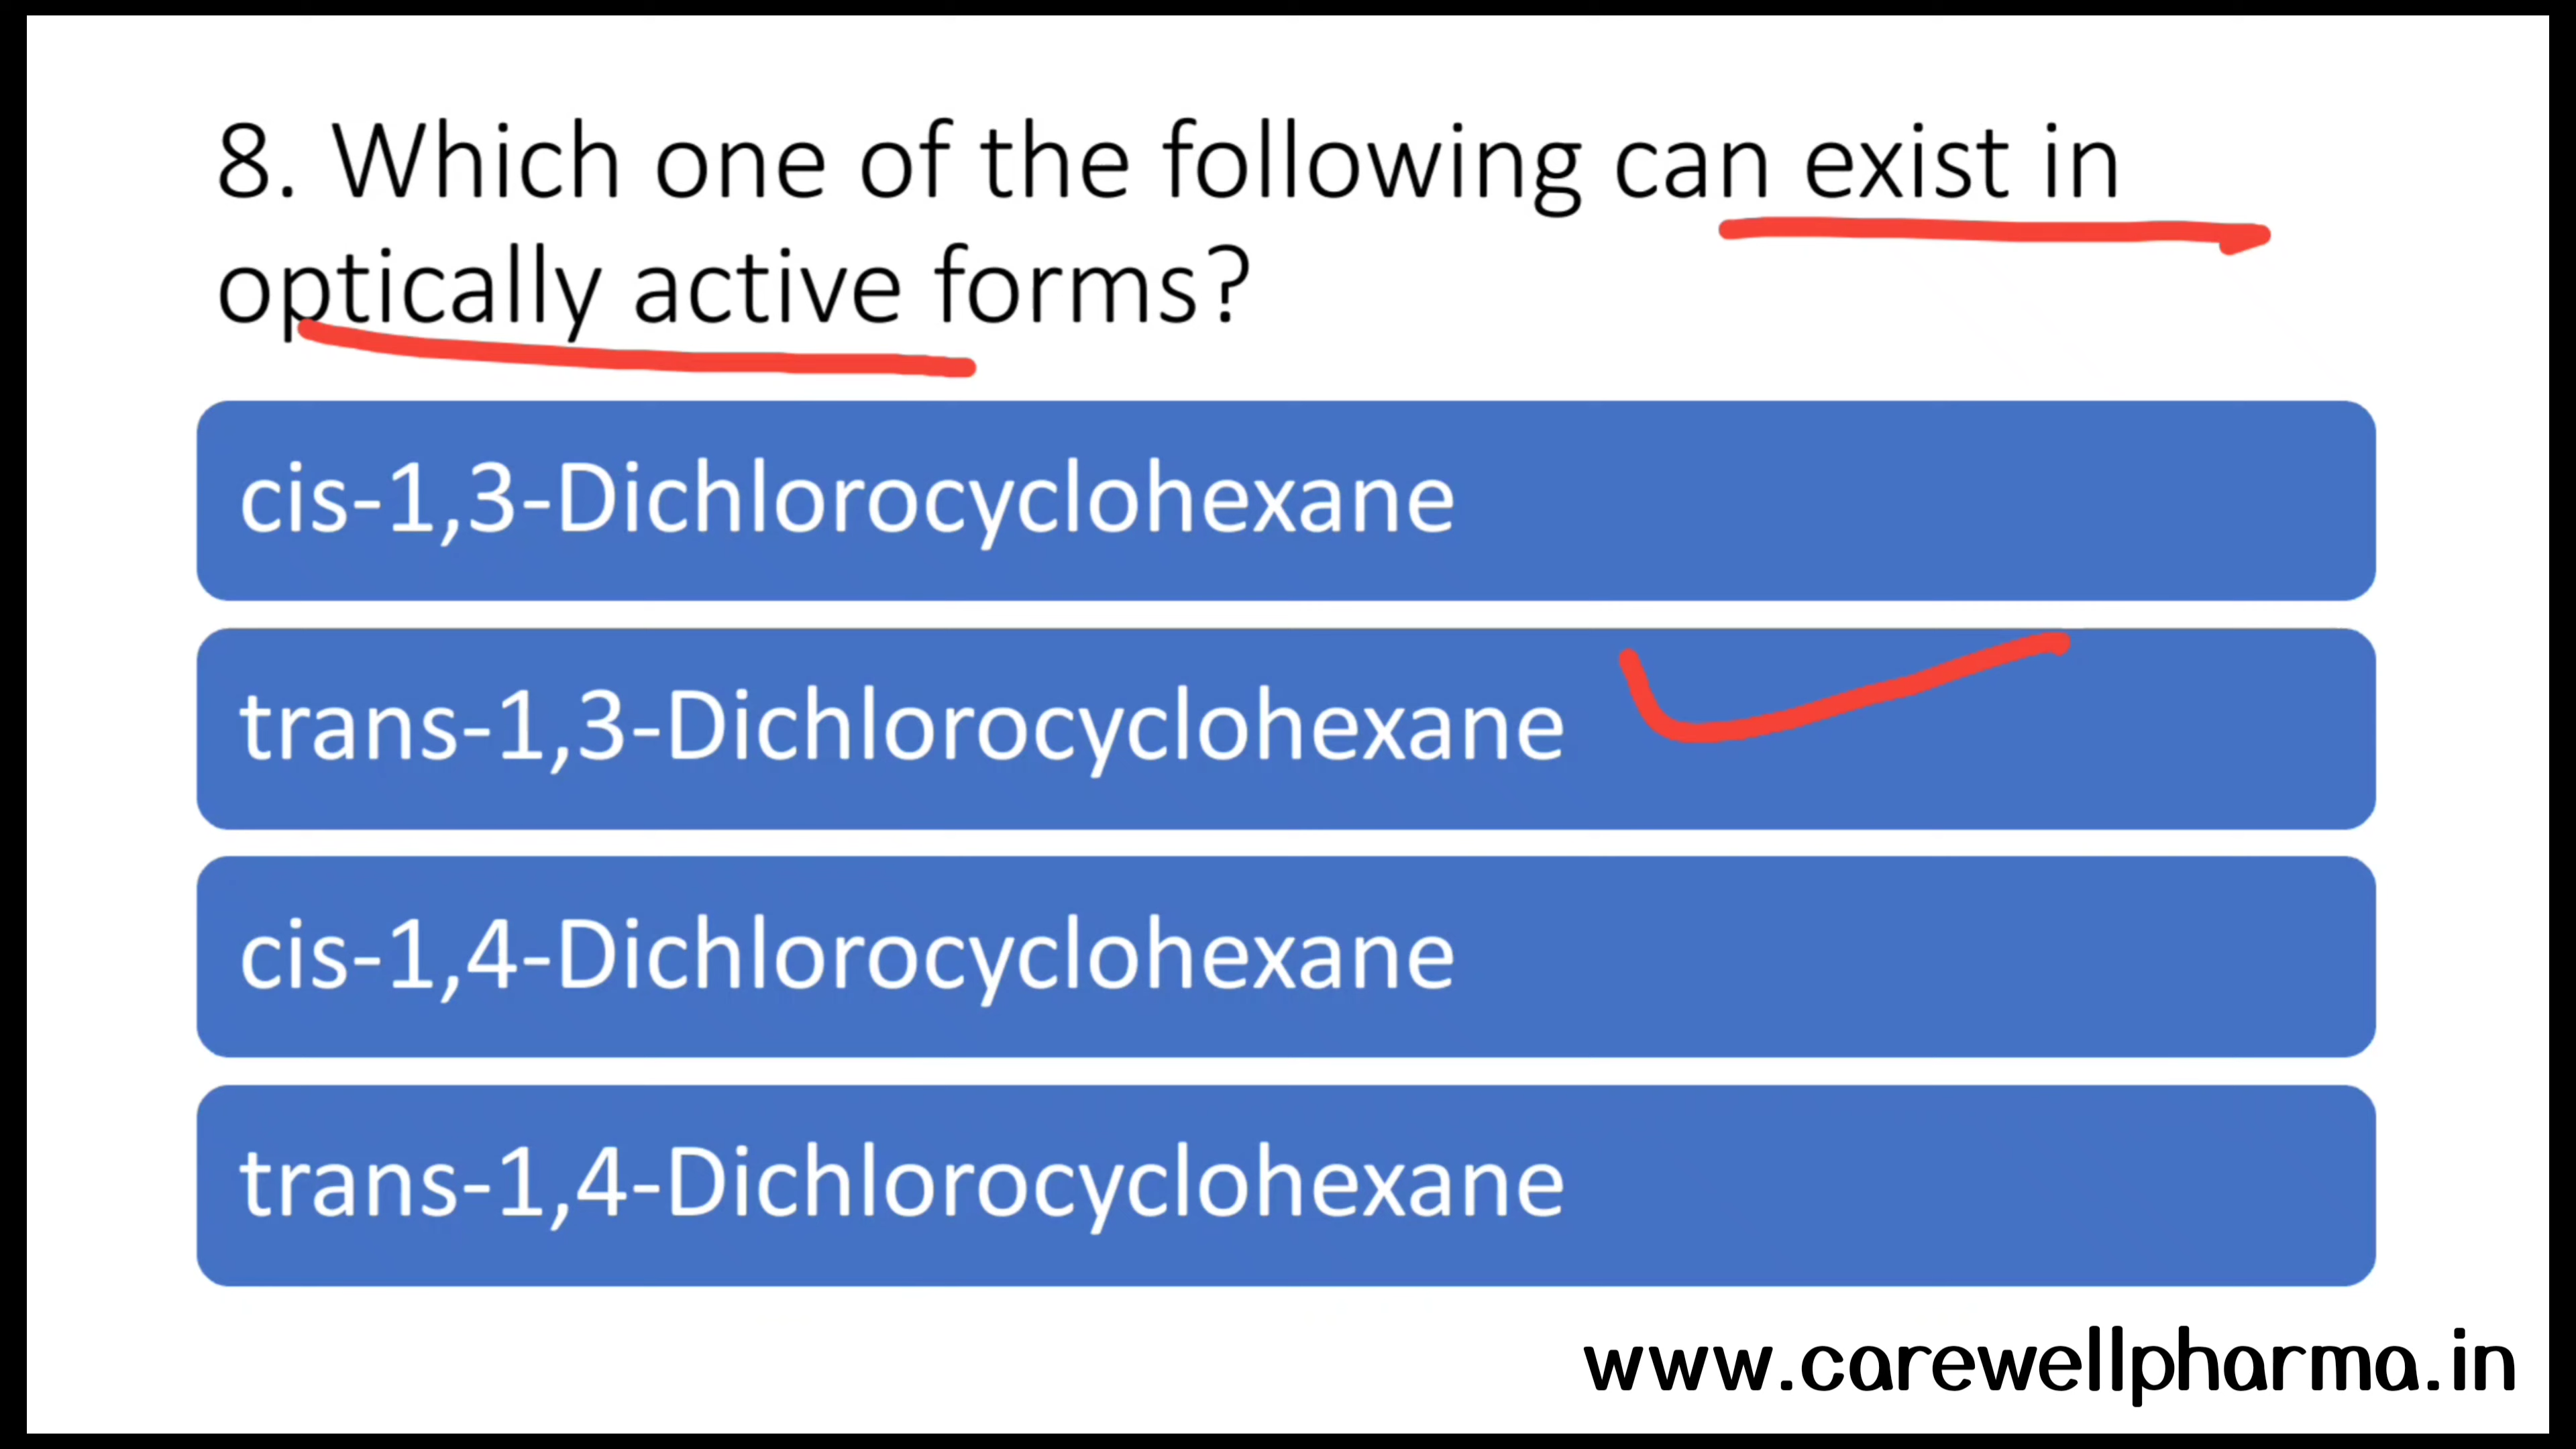 8. Which one of the following can exist in
optically active forms?
cis-1,3-Dichlorocyclohexane
trans-1,3-Dichlorocyclohexane
cis-1,4-Dichlorocyclohexane
trans-1,4-Dichlorocyclohexane
www.carewellpharma.in